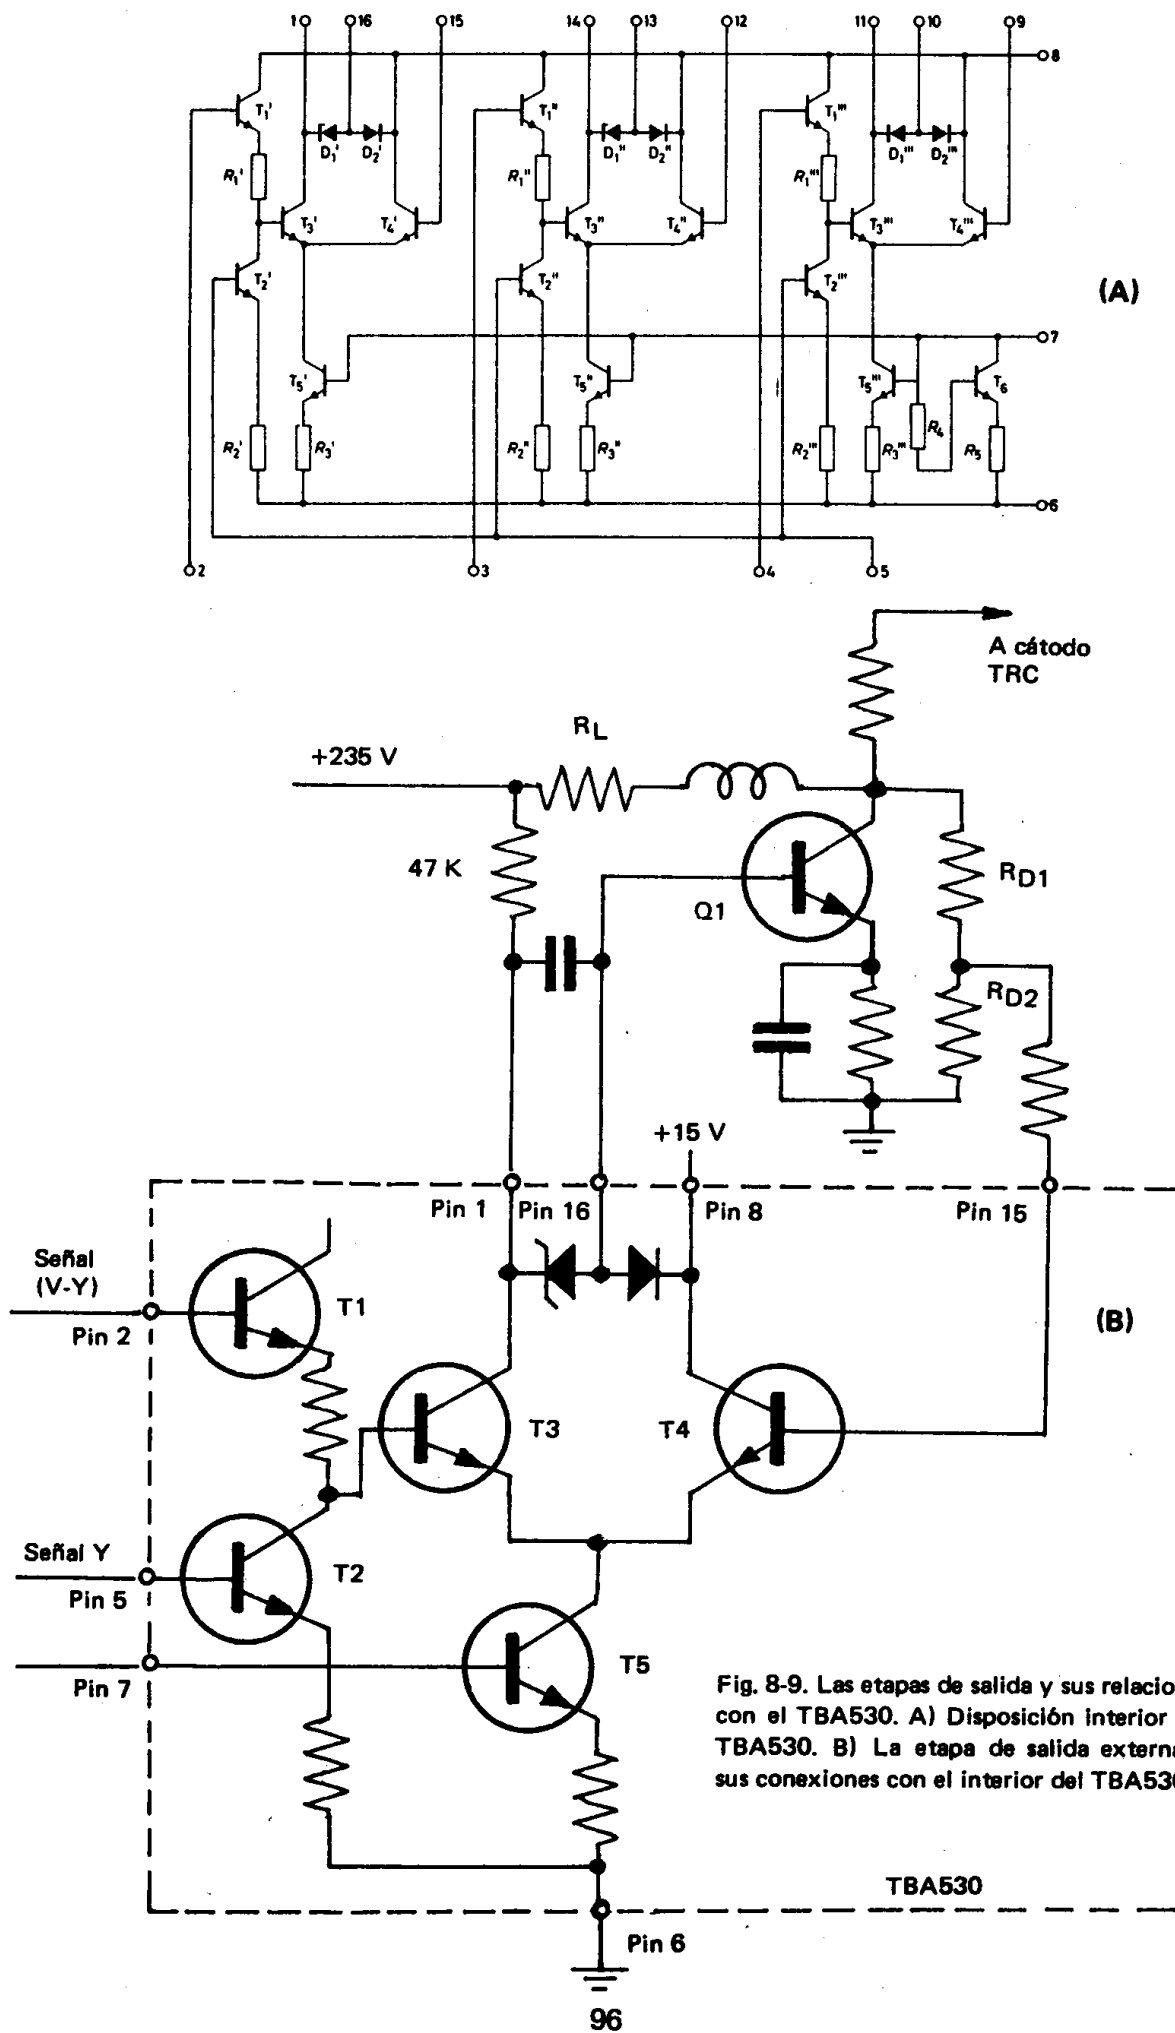 1 16 15 14 13 12 11 10 9
8
T1' T1'' T1'''
D1' D2' D1'' D2'' D1''' D2'''
R1' R1'' R1'''
T3' T4' T3'' T4'' T3''' T4'''
T2' T2'' T2'''
(A)
7
T5' T5'' T5''' T6
R2' R3' R2'' R3'' R2''' R3''' R4 R5
6
2 3 4 5
A cátodo
TRC
RL
+235 V
47 K
Q1
RD1
RD2
+15 V
Pin 1 Pin 16 Pin 8 Pin 15
Señal
(V-Y)
Pin 2
T1
(B)
T3 T4
Señal Y
Pin 5
T2
Pin 7
T5
Fig. 8-9. Las etapas de salida y sus relacio
con el TBA530. A) Disposición interior
TBA530. B) La etapa de salida externa
sus conexiones con el interior del TBA530
TBA530
Pin 6
96